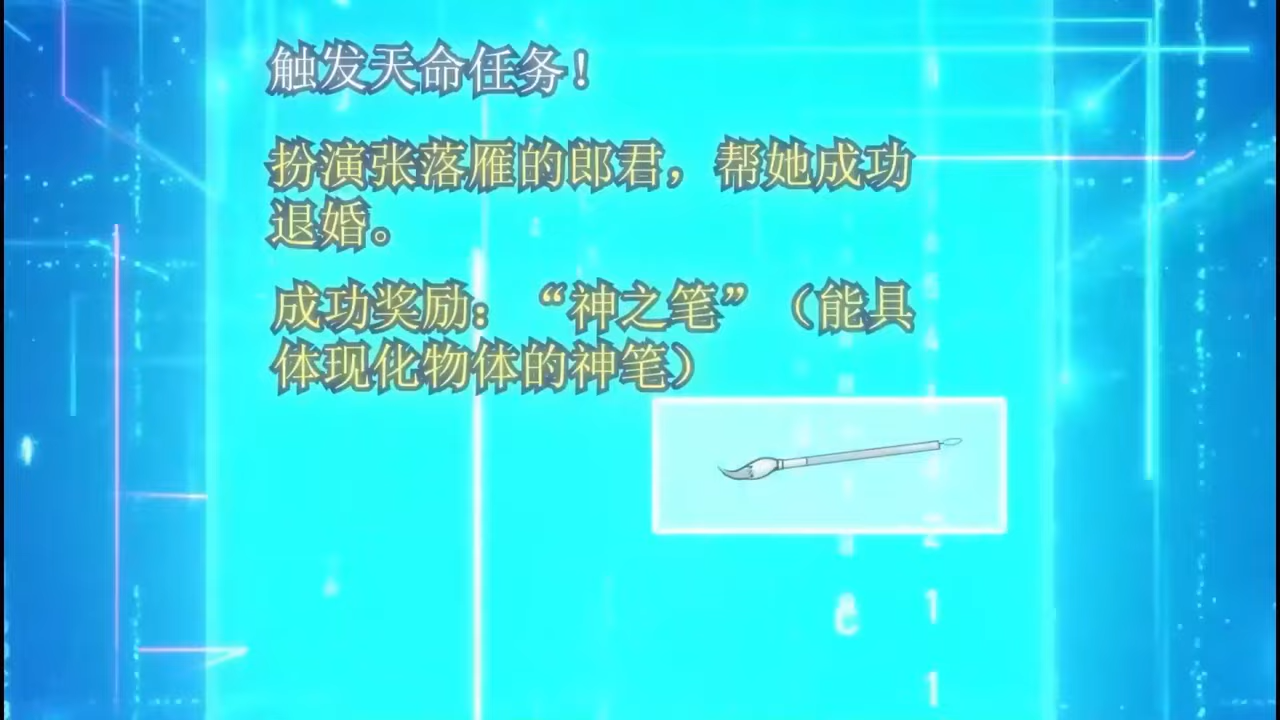 触发天命任务！
扮演张落雁的郎君，帮她成功
退婚。
成功奖励：“神之笔”（能具
体现化物体的神笔）